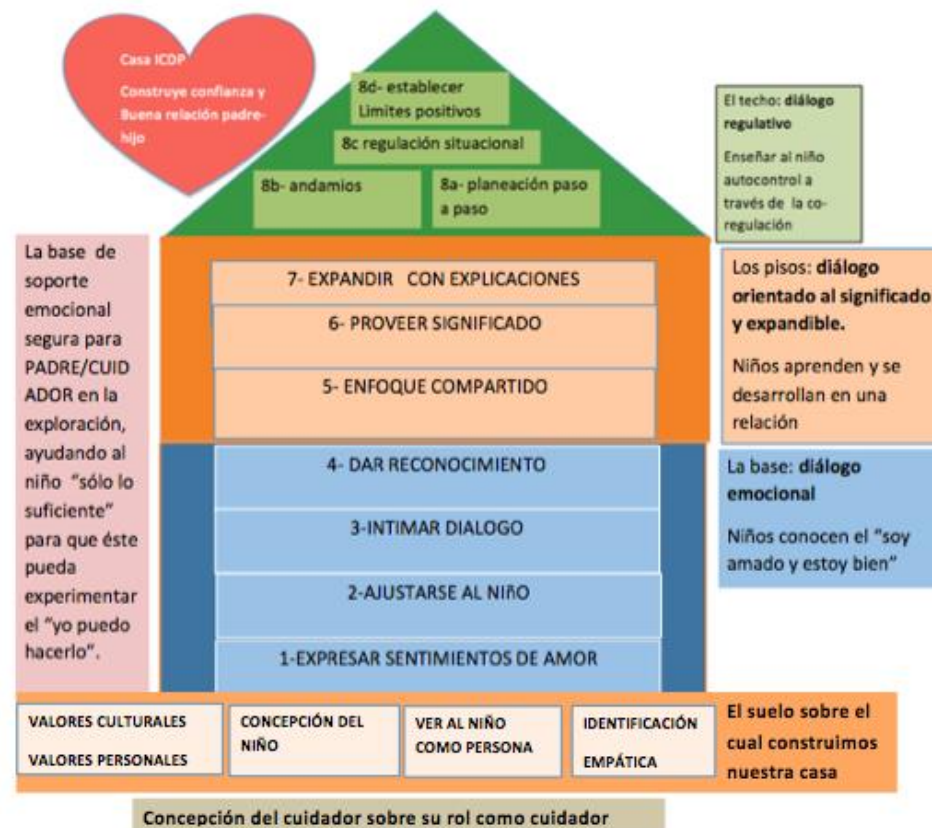 Casa ICDP
Construye confianza y
Buena relación padre-
hijo
8d- establecer
Limites positivos
8c regulación situacional
8b- andamios
8a- planeación paso
a paso
El techo: diálogo
regulativo
Enseñar al niño
autocontrol a
través de la co-
regulación
La base de
soporte
emocional
segura para
PADRE/CUID
ADOR en la
exploración,
ayudando al
niño "sólo lo
suficiente"
para que éste
pueda
experimentar
el "yo puedo
hacerlo".
7- EXPANDIR CON EXPLICACIONES
6- PROVEER SIGNIFICADO
5- ENFOQUE COMPARTIDO
Los pisos: diálogo
orientado al significado
y expandible.
Niños aprenden y se
desarrollan en una
relación
4- DAR RECONOCIMIENTO
3-INTIMAR DIALOGO
2-AJUSTARSE AL NIñO
1-EXPRESAR SENTIMIENTOS DE AMOR
La base: diálogo
emocional
Niños conocen el "soy
amado y estoy bien"
VALORES CULTURALES
VALORES PERSONALES
CONCEPCIÓN DEL
NIÑO
VER AL NIÑO
COMO PERSONA
IDENTIFICACIÓN
EMPÁTICA
El suelo sobre el
cual construimos
nuestra casa
Concepción del cuidador sobre su rol como cuidador